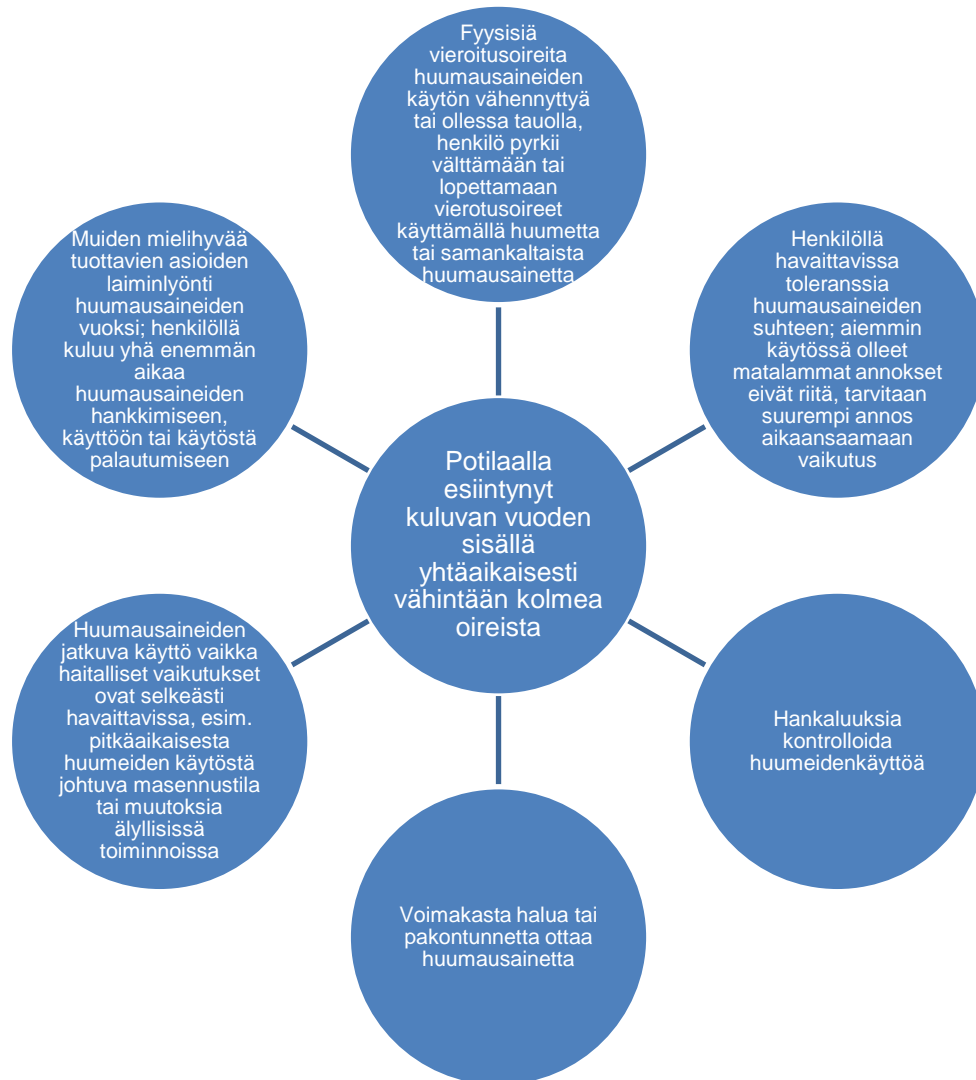 Fyysisiä
vieroitusoireita
huumausaineiden
käytön vähennyttyä
tai ollessa tauolla,
henkilö pyrkii
välttämään tai
lopettamaan
vierotusoireet
käyttämällä huumetta
tai samankaltaista
huumausainetta
Henkilöllä
havaittavissa
toleranssia
huumausaineiden
suhteen; aiemmin
käytössä olleet
matalammat annokset
eivät riitä, tarvitaan
suurempi annos
aikaansaamaan
vaikutus
Hankaluuksia
kontrolloida
huumeidenkäyttöä
Voimakasta halua tai
pakontunnetta ottaa
huumausainetta
Huumausaineiden
jatkuva käyttö vaikka
haitalliset vaikutukset
ovat selkeästi
havaittavissa, esim.
pitkäaikaisesta
huumeiden käytöstä
johtuva masennustila
tai muutoksia
älyllisissä
toiminnoissa
Muiden mielihyvää
tuottavien asioiden
laiminlyönti
huumausaineiden
vuoksi; henkilöllä
kuluu yhä enemmän
aikaa
huumausaineiden
hankkimiseen,
käyttöön tai käytöstä
palautumiseen
Potilaalla
esiintynyt
kuluvan vuoden
sisällä
yhtäaikaisesti
vähintään kolmea
oireista